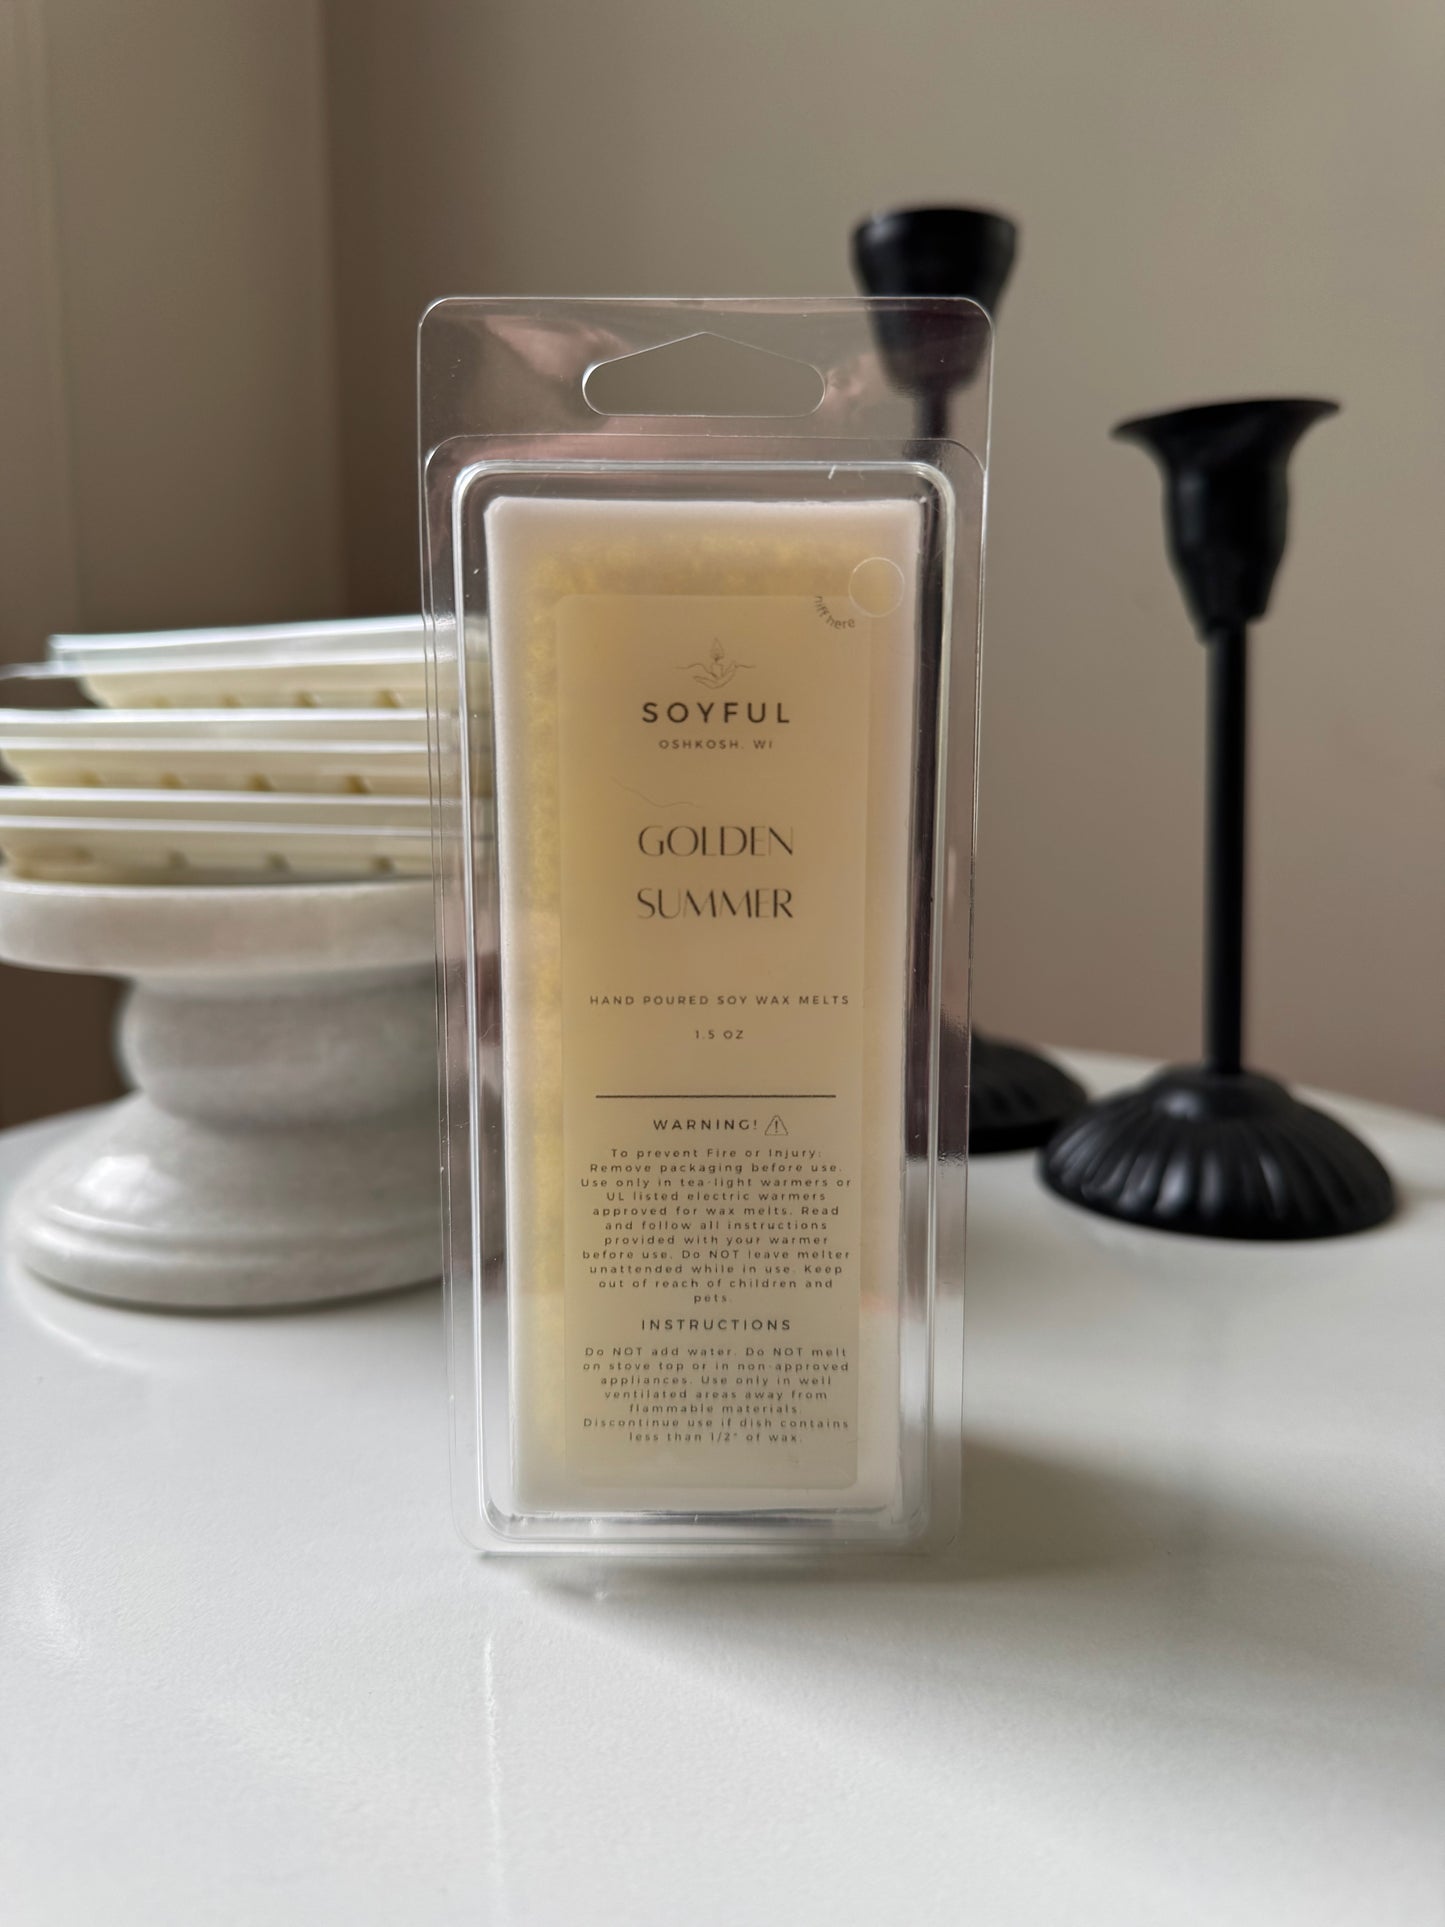 niff here
SOYFUL
OSHKOSH, WI
GOLDEN
SUMMER
HAND POURED SOY WAX MELTS
1.5 OZ
WARNING!
To prevent Fire or Injury:
Remove packaging before use.
Use only in tea-light warmers or
UL listed electric warmers
approved for wax melts. Read
and follow all instructions
provided with your warmer
before use. Do NOT leave melter
unattended while in use. Keep
out of reach of children and
pets.
INSTRUCTIONS
Do NOT add water. Do NOT melt
on stove top or in non-approved
appliances. Use only in well
ventilated areas away from
flammable materials.
Discontinue use if dish contains
less than 1/2" of wax.